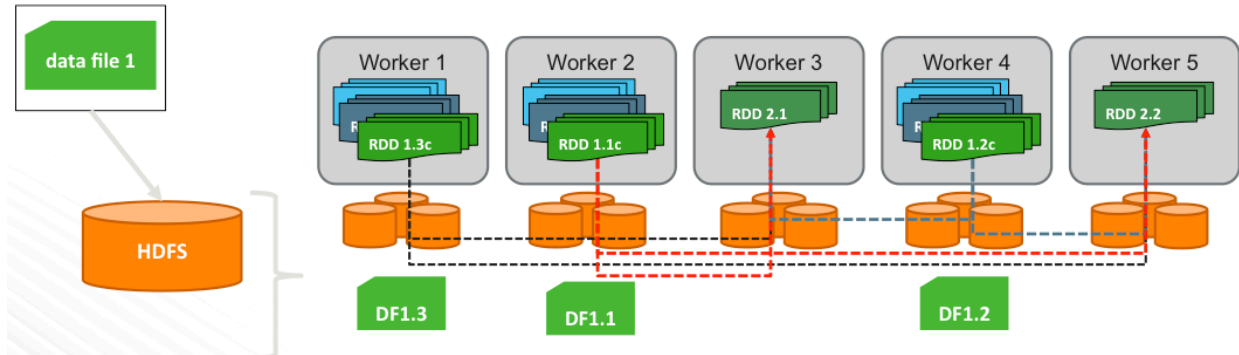 data file 1
HDFS
Worker 1
RDD 1.3c
Worker 2
RDD 1.1c
Worker 3
RDD 2.1
Worker 4
RDD 1.2c
Worker 5
RDD 2.2
DF1.3
DF1.1
DF1.2